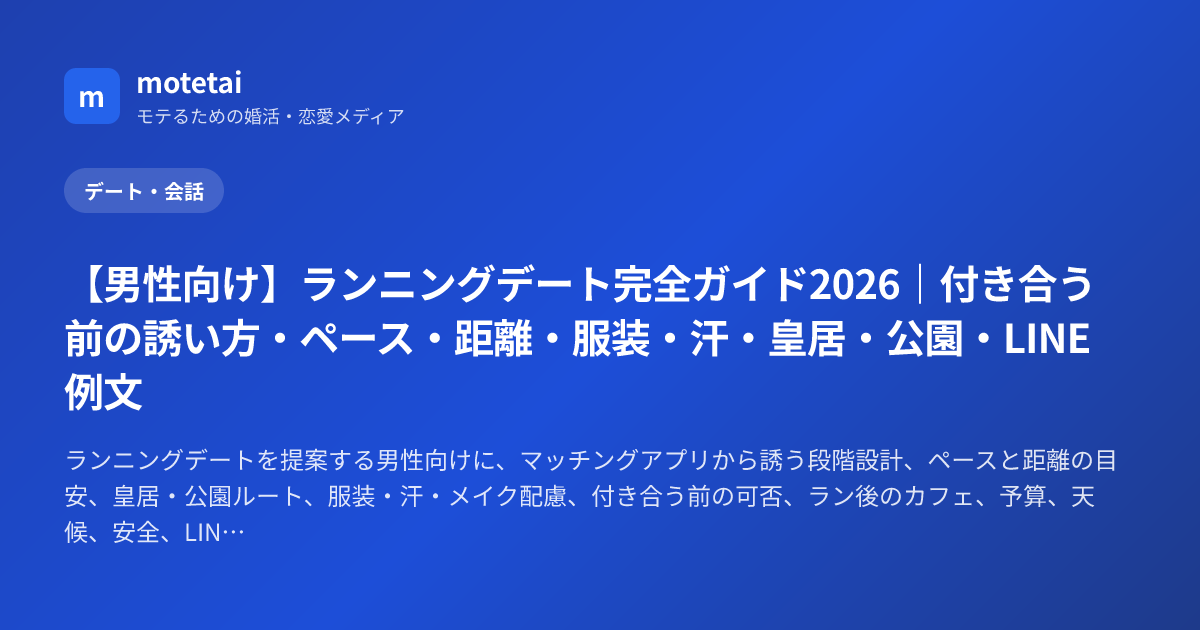 m
motetai
モテるための婚活・恋愛メディア
デート・会話
【男性向け】ランニングデート完全ガイド2026｜付き合う
前の誘い方・ペース・距離・服装・汗・皇居・公園・LINE
例文
ランニングデートを提案する男性向けに、マッチングアプリから誘う段階設計、ペースと距離の目
安、皇居・公園ルート、服装・汗・メイク配慮、付き合う前の可否、ラン後のカフェ、予算、天
候、安全、LIN…